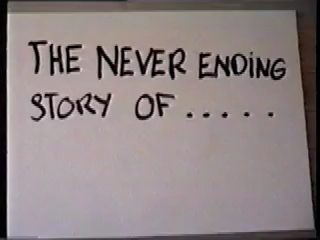 THE NEVER ENDING
STORY OF.....